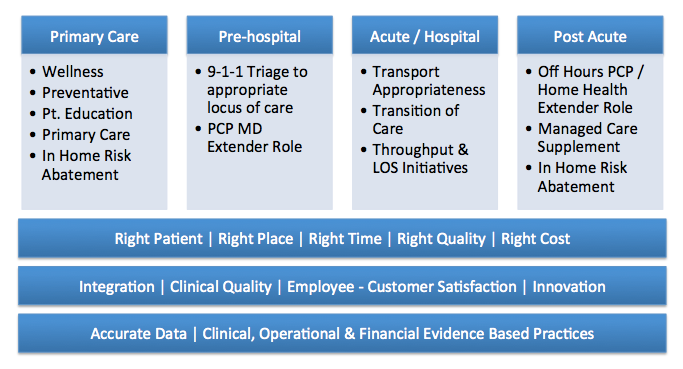 Primary Care
• Wellness
• Preventative
• Pt. Education
• Primary Care
• In Home Risk
Abatement
Pre-hospital
• 9-1-1 Triage to
appropriate
locus of care
• PCP MD
Extender Role
Acute / Hospital
• Transport
Appropriateness
• Transition of
Care
• Throughput &
LOS Initiatives
Post Acute
• Off Hours PCP /
Home Health
Extender Role
• Managed Care
Supplement
• In Home Risk
Abatement
Right Patient | Right Place | Right Time | Right Quality | Right Cost
Integration | Clinical Quality | Employee - Customer Satisfaction | Innovation
Accurate Data | Clinical, Operational & Financial Evidence Based Practices